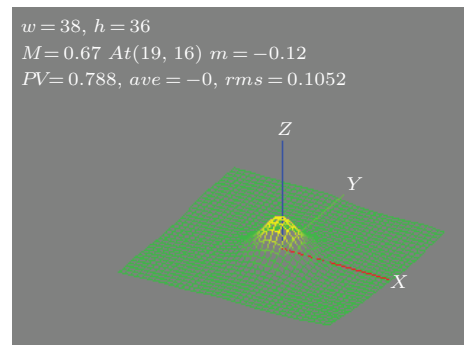 w=38, h=36
M=0.67 At(19, 16) m=−0.12
PV=0.788, ave=−0, rms=0.1052
Z
Y
X